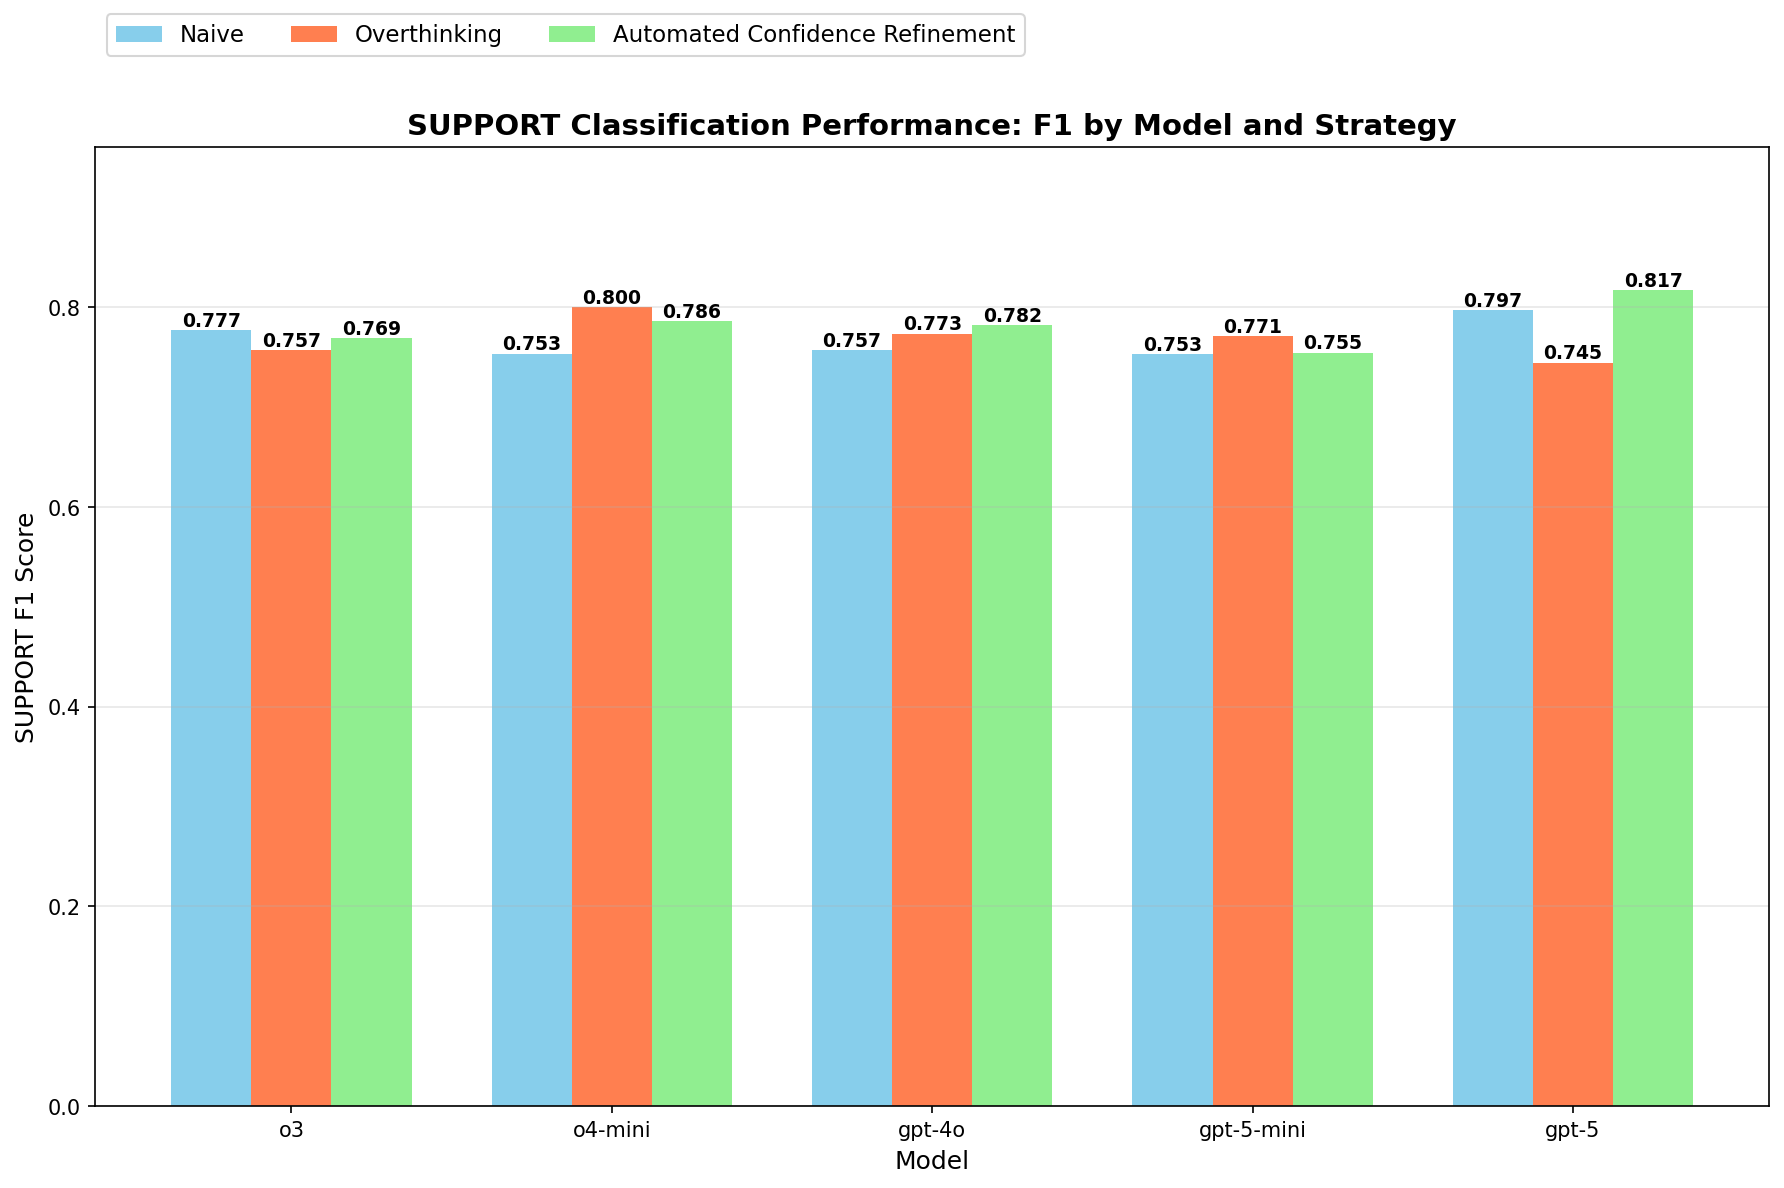 Naive Overthinking Automated Confidence Refinement
SUPPORT Classification Performance: F1 by Model and Strategy
SUPPORT F1 Score
0.8
0.6
0.4
0.2
0.0
0.777 0.757 0.769
0.753 0.800 0.786
0.757 0.773 0.782
0.753 0.771 0.755
0.797 0.745 0.817
o3 o4-mini gpt-4o gpt-5-mini gpt-5
Model